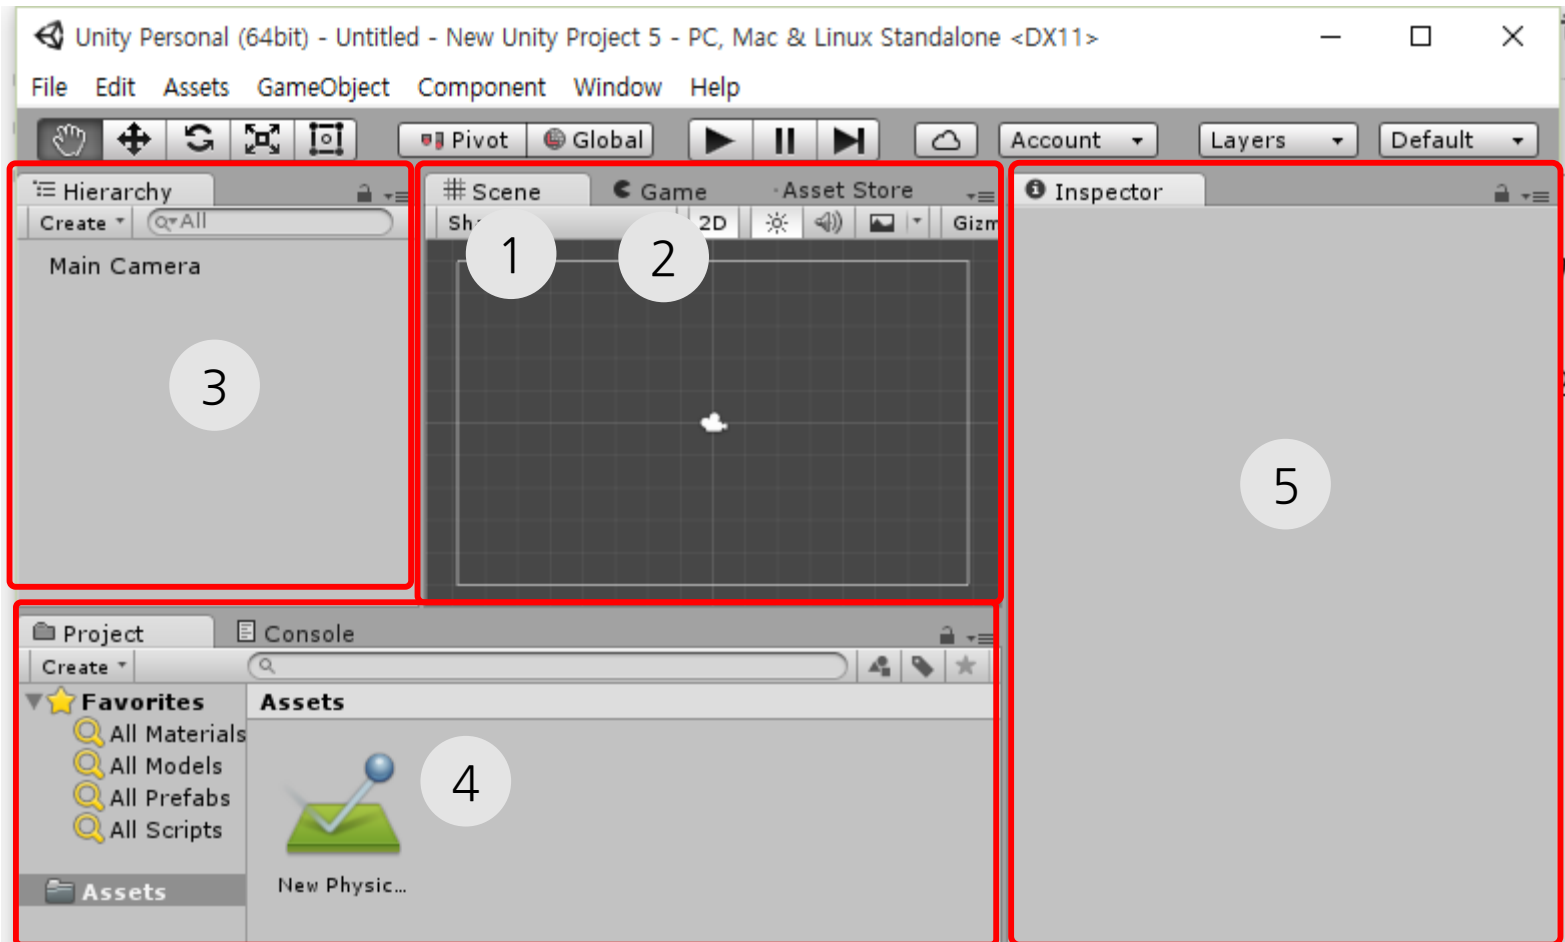 Unity Personal (64bit) - Untitled - New Unity Project 5 - PC, Mac & Linux Standalone <DX11>
File Edit Assets GameObject Component Window Help
Pivot Global Account Layers Default
Hierarchy
Create All
Main Camera
3
Scene Game Asset Store
2D
1 2
Inspector
5
Project Console
Create
Favorites
All Materials
All Models
All Prefabs
All Scripts
Assets
Assets
New Physic...
4